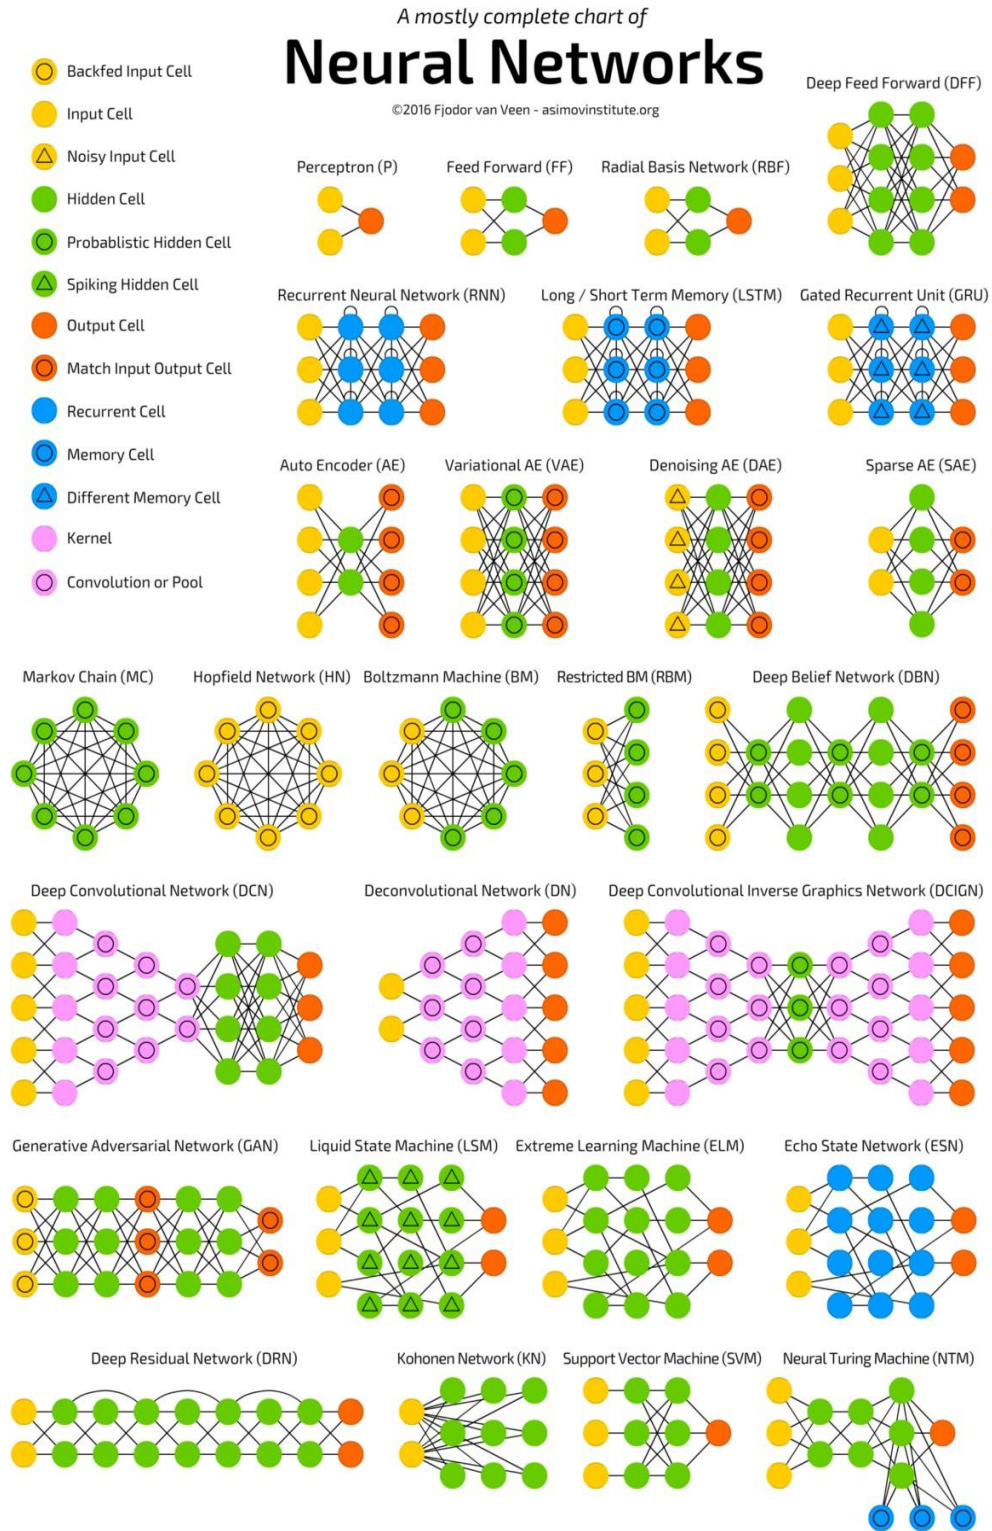 A mostly complete chart of
Neural Networks
©2016 Fjodor van Veen - asimovinstitute.org
Backfed Input Cell
Input Cell
Noisy Input Cell
Hidden Cell
Probablistic Hidden Cell
Spiking Hidden Cell
Output Cell
Match Input Output Cell
Recurrent Cell
Memory Cell
Different Memory Cell
Kernel
Convolution or Pool
Deep Feed Forward (DFF)
Perceptron (P)
Feed Forward (FF)
Radial Basis Network (RBF)
Recurrent Neural Network (RNN)
Long / Short Term Memory (LSTM)
Gated Recurrent Unit (GRU)
Auto Encoder (AE)
Variational AE (VAE)
Denoising AE (DAE)
Sparse AE (SAE)
Markov Chain (MC)
Hopfield Network (HN)
Boltzmann Machine (BM)
Restricted BM (RBM)
Deep Belief Network (DBN)
Deep Convolutional Network (DCN)
Deconvolutional Network (DN)
Deep Convolutional Inverse Graphics Network (DCIGN)
Generative Adversarial Network (GAN)
Liquid State Machine (LSM)
Extreme Learning Machine (ELM)
Echo State Network (ESN)
Deep Residual Network (DRN)
Kohonen Network (KN)
Support Vector Machine (SVM)
Neural Turing Machine (NTM)